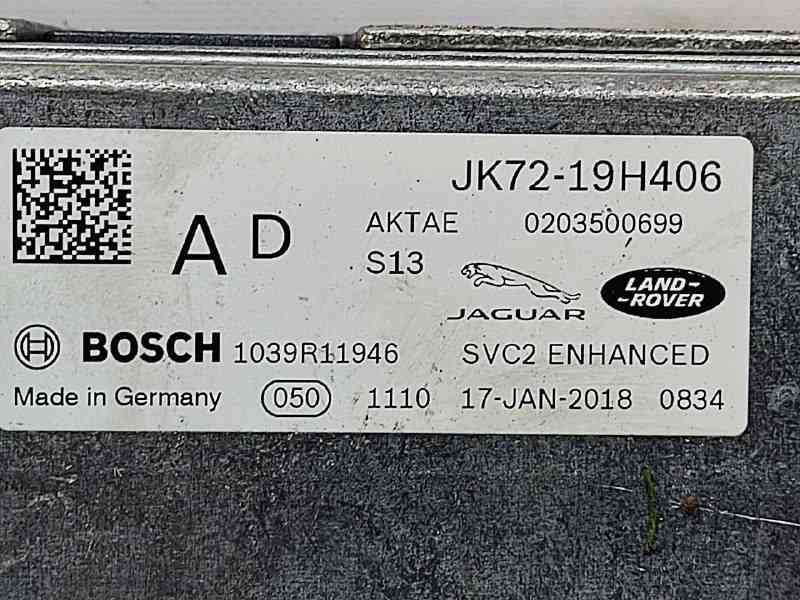 JK72-19H406
A D AKTAE 0203500699
S13
JAGUAR LAND-
-ROVER
BOSCH 1039R11946 SVC2 ENHANCED
Made in Germany 050 1110 17-JAN-2018 0834